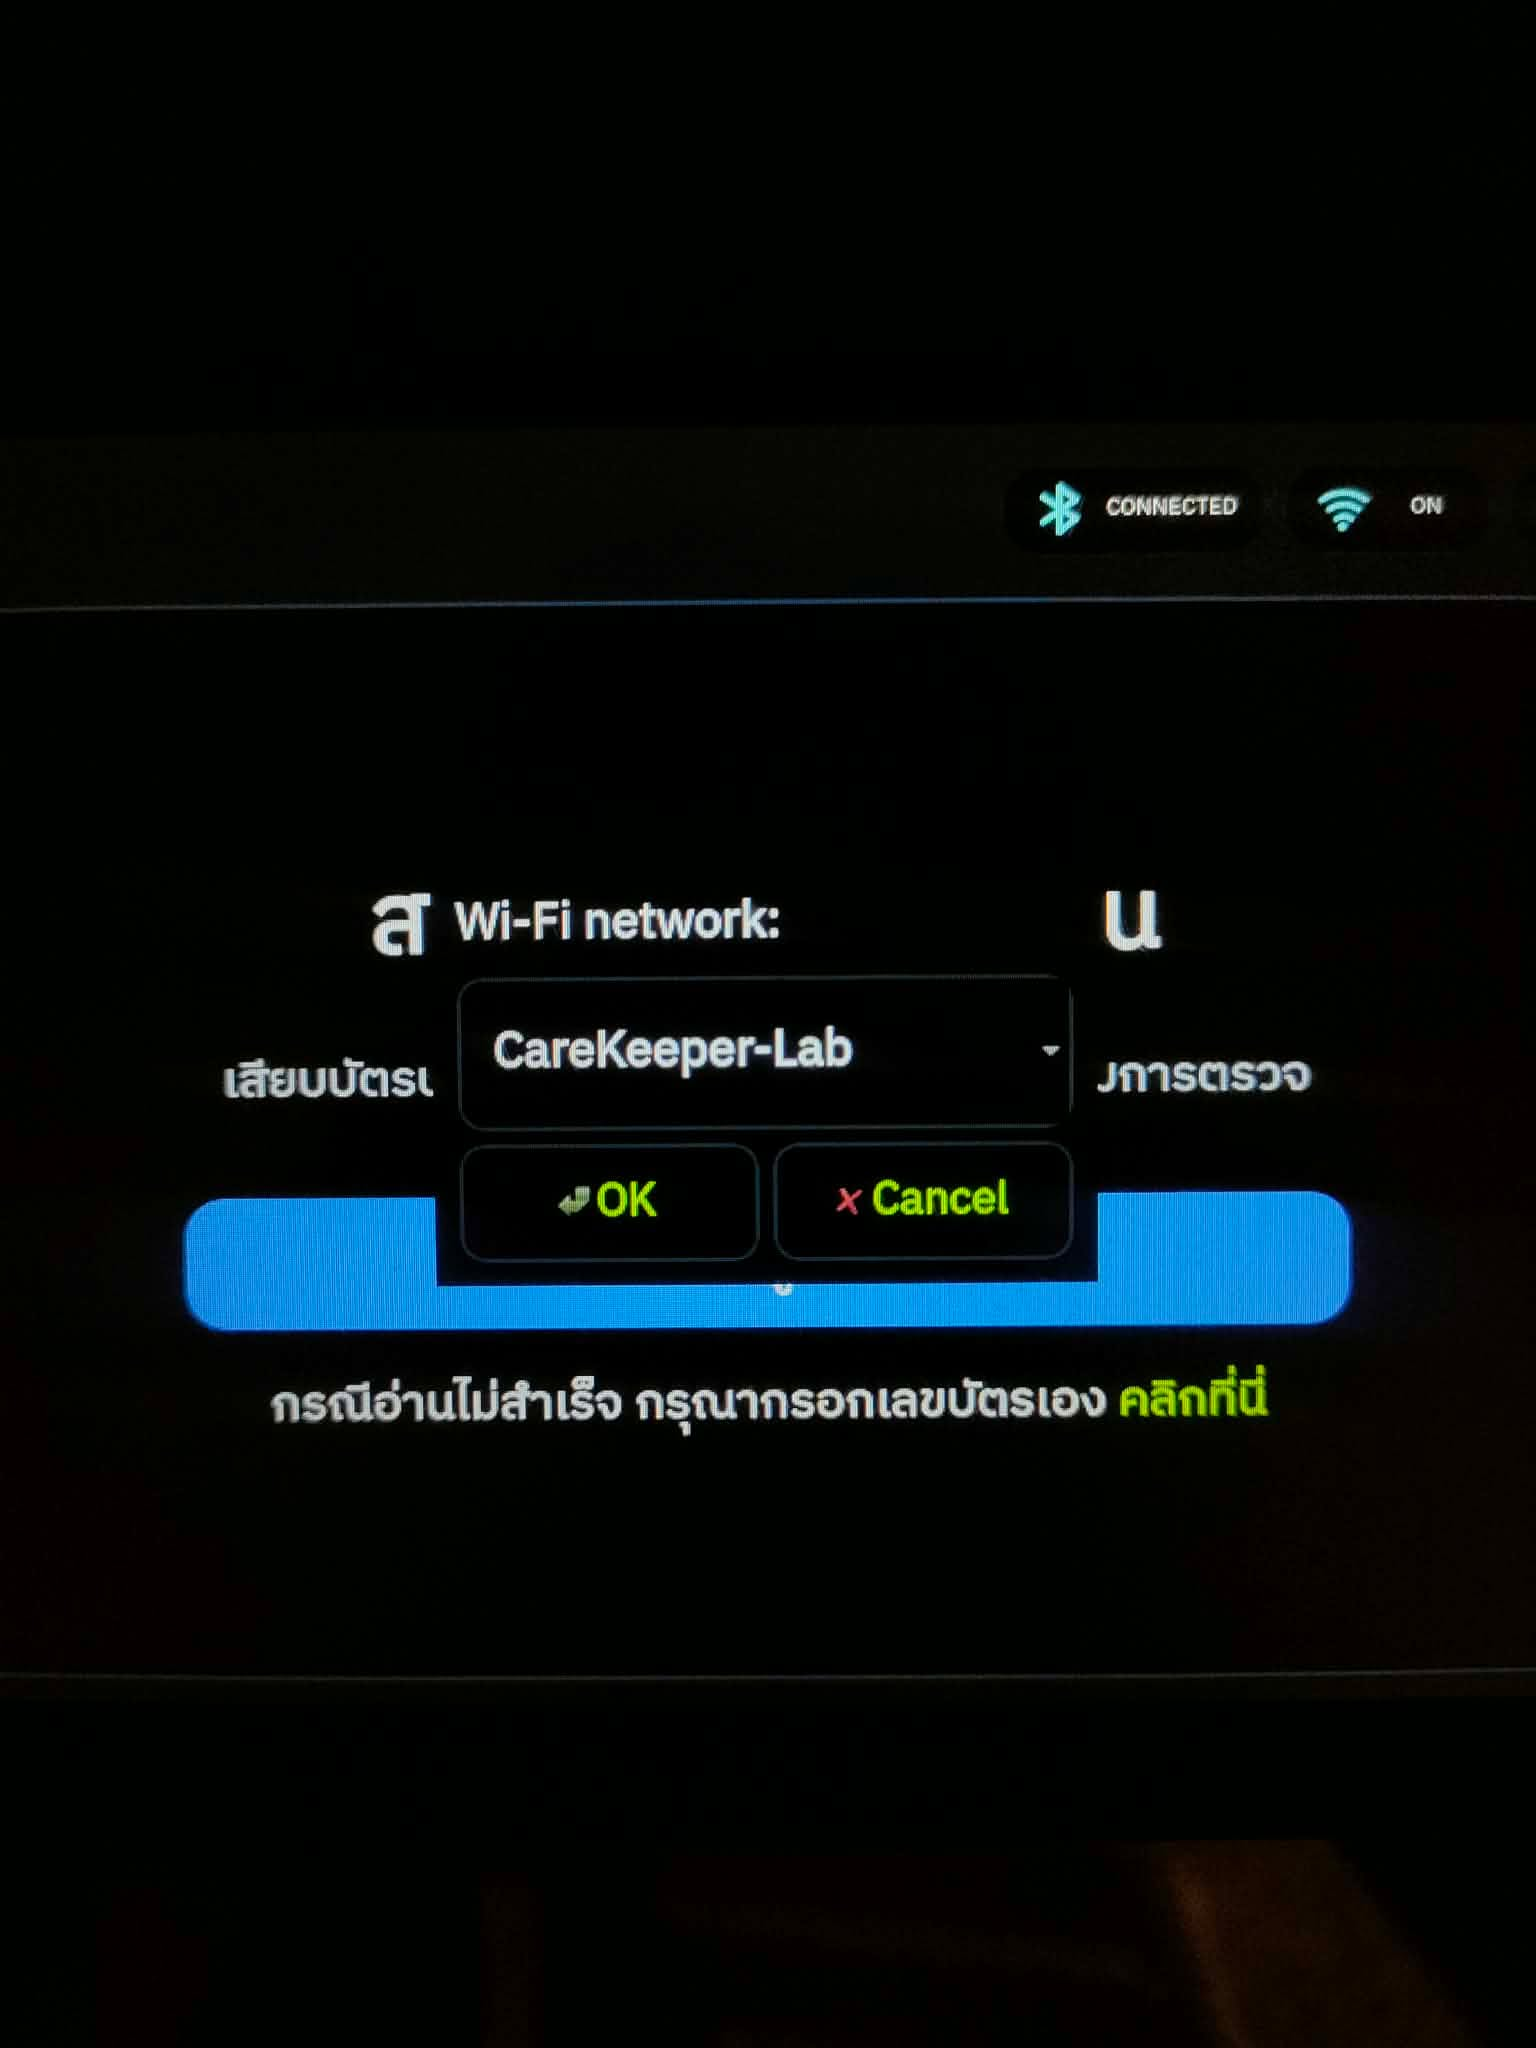 CONNECTED ON
ส Wi-Fi network: น
CareKeeper-Lab
เสียบบัตร การตรวจ
OK Cancel
กรณีอ่านไม่สำเร็จ กรุณากรอกเลขบัตรเอง คลิกที่นี่